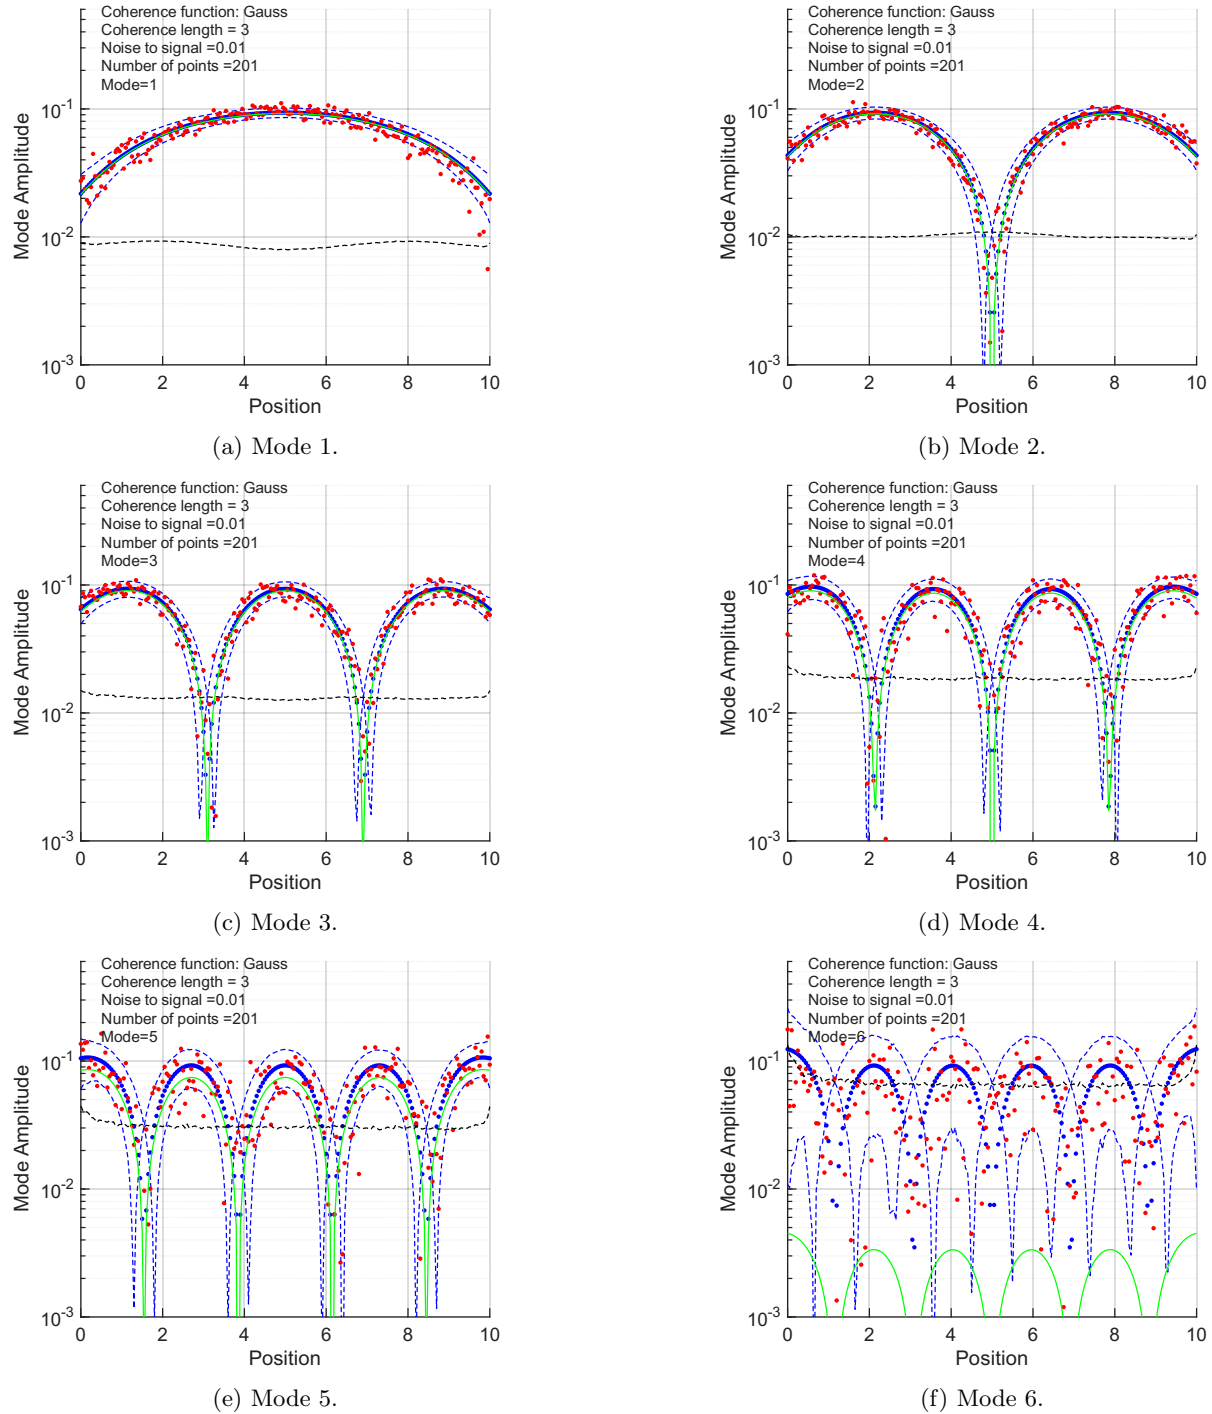 Coherence function: Gauss
Coherence length = 3
Noise to signal =0.01
Number of points =201
Mode=1
10-1
10-2
10-3
Mode Amplitude
0 2 4 6 8 10
Position
(a) Mode 1.
Coherence function: Gauss
Coherence length = 3
Noise to signal =0.01
Number of points =201
Mode=2
10-1
10-2
10-3
Mode Amplitude
0 2 4 6 8 10
Position
(b) Mode 2.
Coherence function: Gauss
Coherence length = 3
Noise to signal =0.01
Number of points =201
Mode=3
10-1
10-2
10-3
Mode Amplitude
0 2 4 6 8 10
Position
(c) Mode 3.
Coherence function: Gauss
Coherence length = 3
Noise to signal =0.01
Number of points =201
Mode=4
10-1
10-2
10-3
Mode Amplitude
0 2 4 6 8 10
Position
(d) Mode 4.
Coherence function: Gauss
Coherence length = 3
Noise to signal =0.01
Number of points =201
Mode=5
10-1
10-2
10-3
Mode Amplitude
0 2 4 6 8 10
Position
(e) Mode 5.
Coherence function: Gauss
Coherence length = 3
Noise to signal =0.01
Number of points =201
Mode=6
10-1
10-2
10-3
Mode Amplitude
0 2 4 6 8 10
Position
(f) Mode 6.